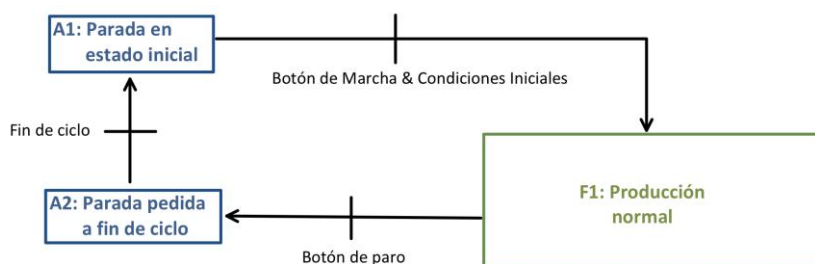 A1: Parada en
estado inicial
Botón de Marcha & Condiciones Iniciales
Fin de ciclo
A2: Parada pedida
a fin de ciclo
F1: Producción
normal
Botón de paro